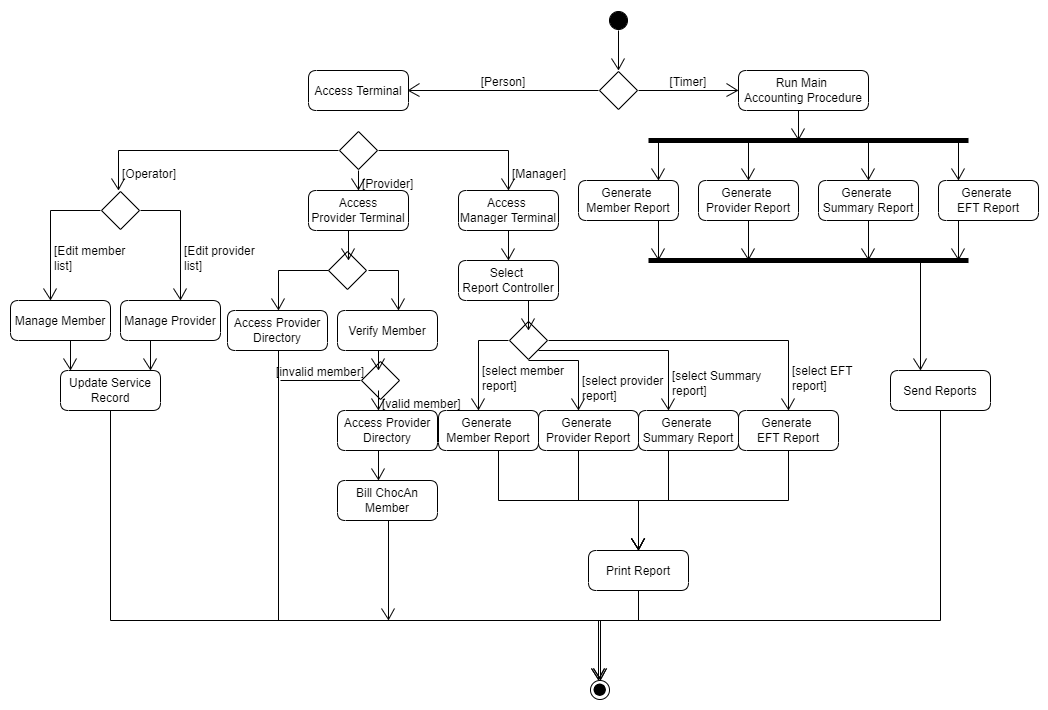 [Person]
[Timer]
Access Terminal
Run Main
Accounting Procedure
[Operator]
[Provider]
[Manager]
Access
Provider Terminal
Access
Manager Terminal
Generate
Member Report
Generate
Provider Report
Generate
Summary Report
Generate
EFT Report
[Edit member
list]
[Edit provider
list]
Select
Report Controller
Manage Member
Manage Provider
Access Provider
Directory
Verify Member
[invalid member]
[valid member]
[select member
report]
[select provider
report]
[select Summary
report]
[select EFT
report]
Update Service
Record
Send Reports
Access Provider
Directory
Generate
Member Report
Generate
Provider Report
Generate
Summary Report
Generate
EFT Report
Bill ChocAn
Member
Print Report